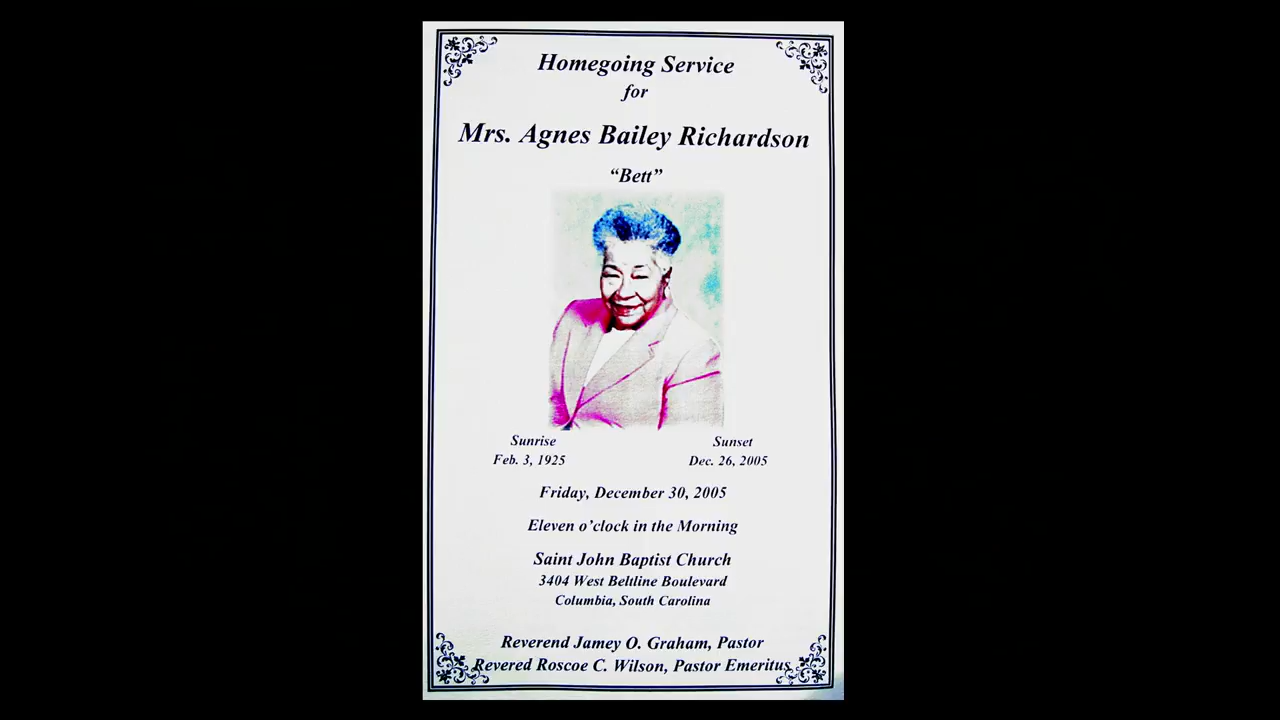 Homegoing Service
for
Mrs. Agnes Bailey Richardson
“Bett”
Sunrise Sunset
Feb. 3, 1925 Dec. 26, 2005
Friday, December 30, 2005
Eleven o’clock in the Morning
Saint John Baptist Church
3404 West Beltline Boulevard
Columbia, South Carolina
Reverend Jamey O. Graham, Pastor
Revered Roscoe C. Wilson, Pastor Emeritus